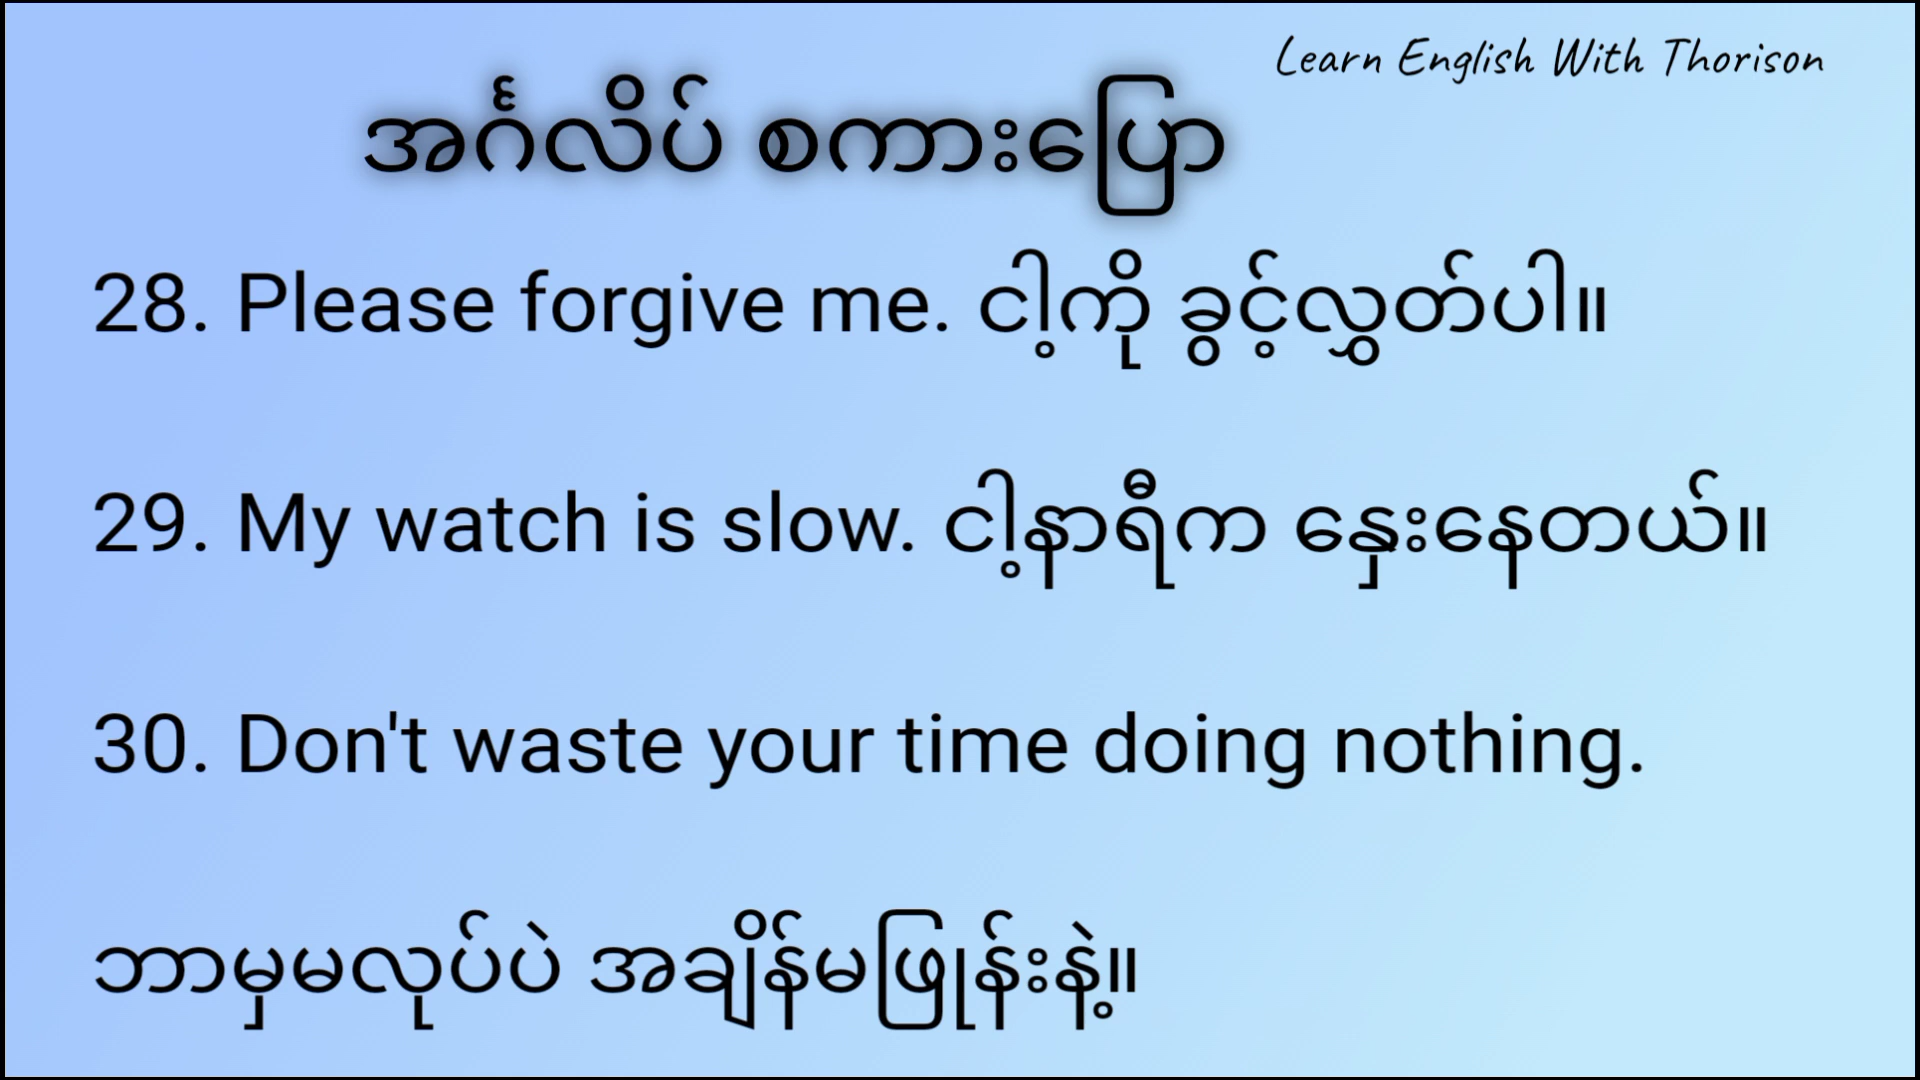 Learn English With Thorison
အင်္ဂလိပ် စကားပြော
28. Please forgive me. ငါ့ကို ခွင့်လွှတ်ပါ။
29. My watch is slow. ငါ့နာရီက နှေးနေတယ်။
30. Don't waste your time doing nothing.
ဘာမှမလုပ်ပဲ အချိန်မဖြုန်းနဲ့။